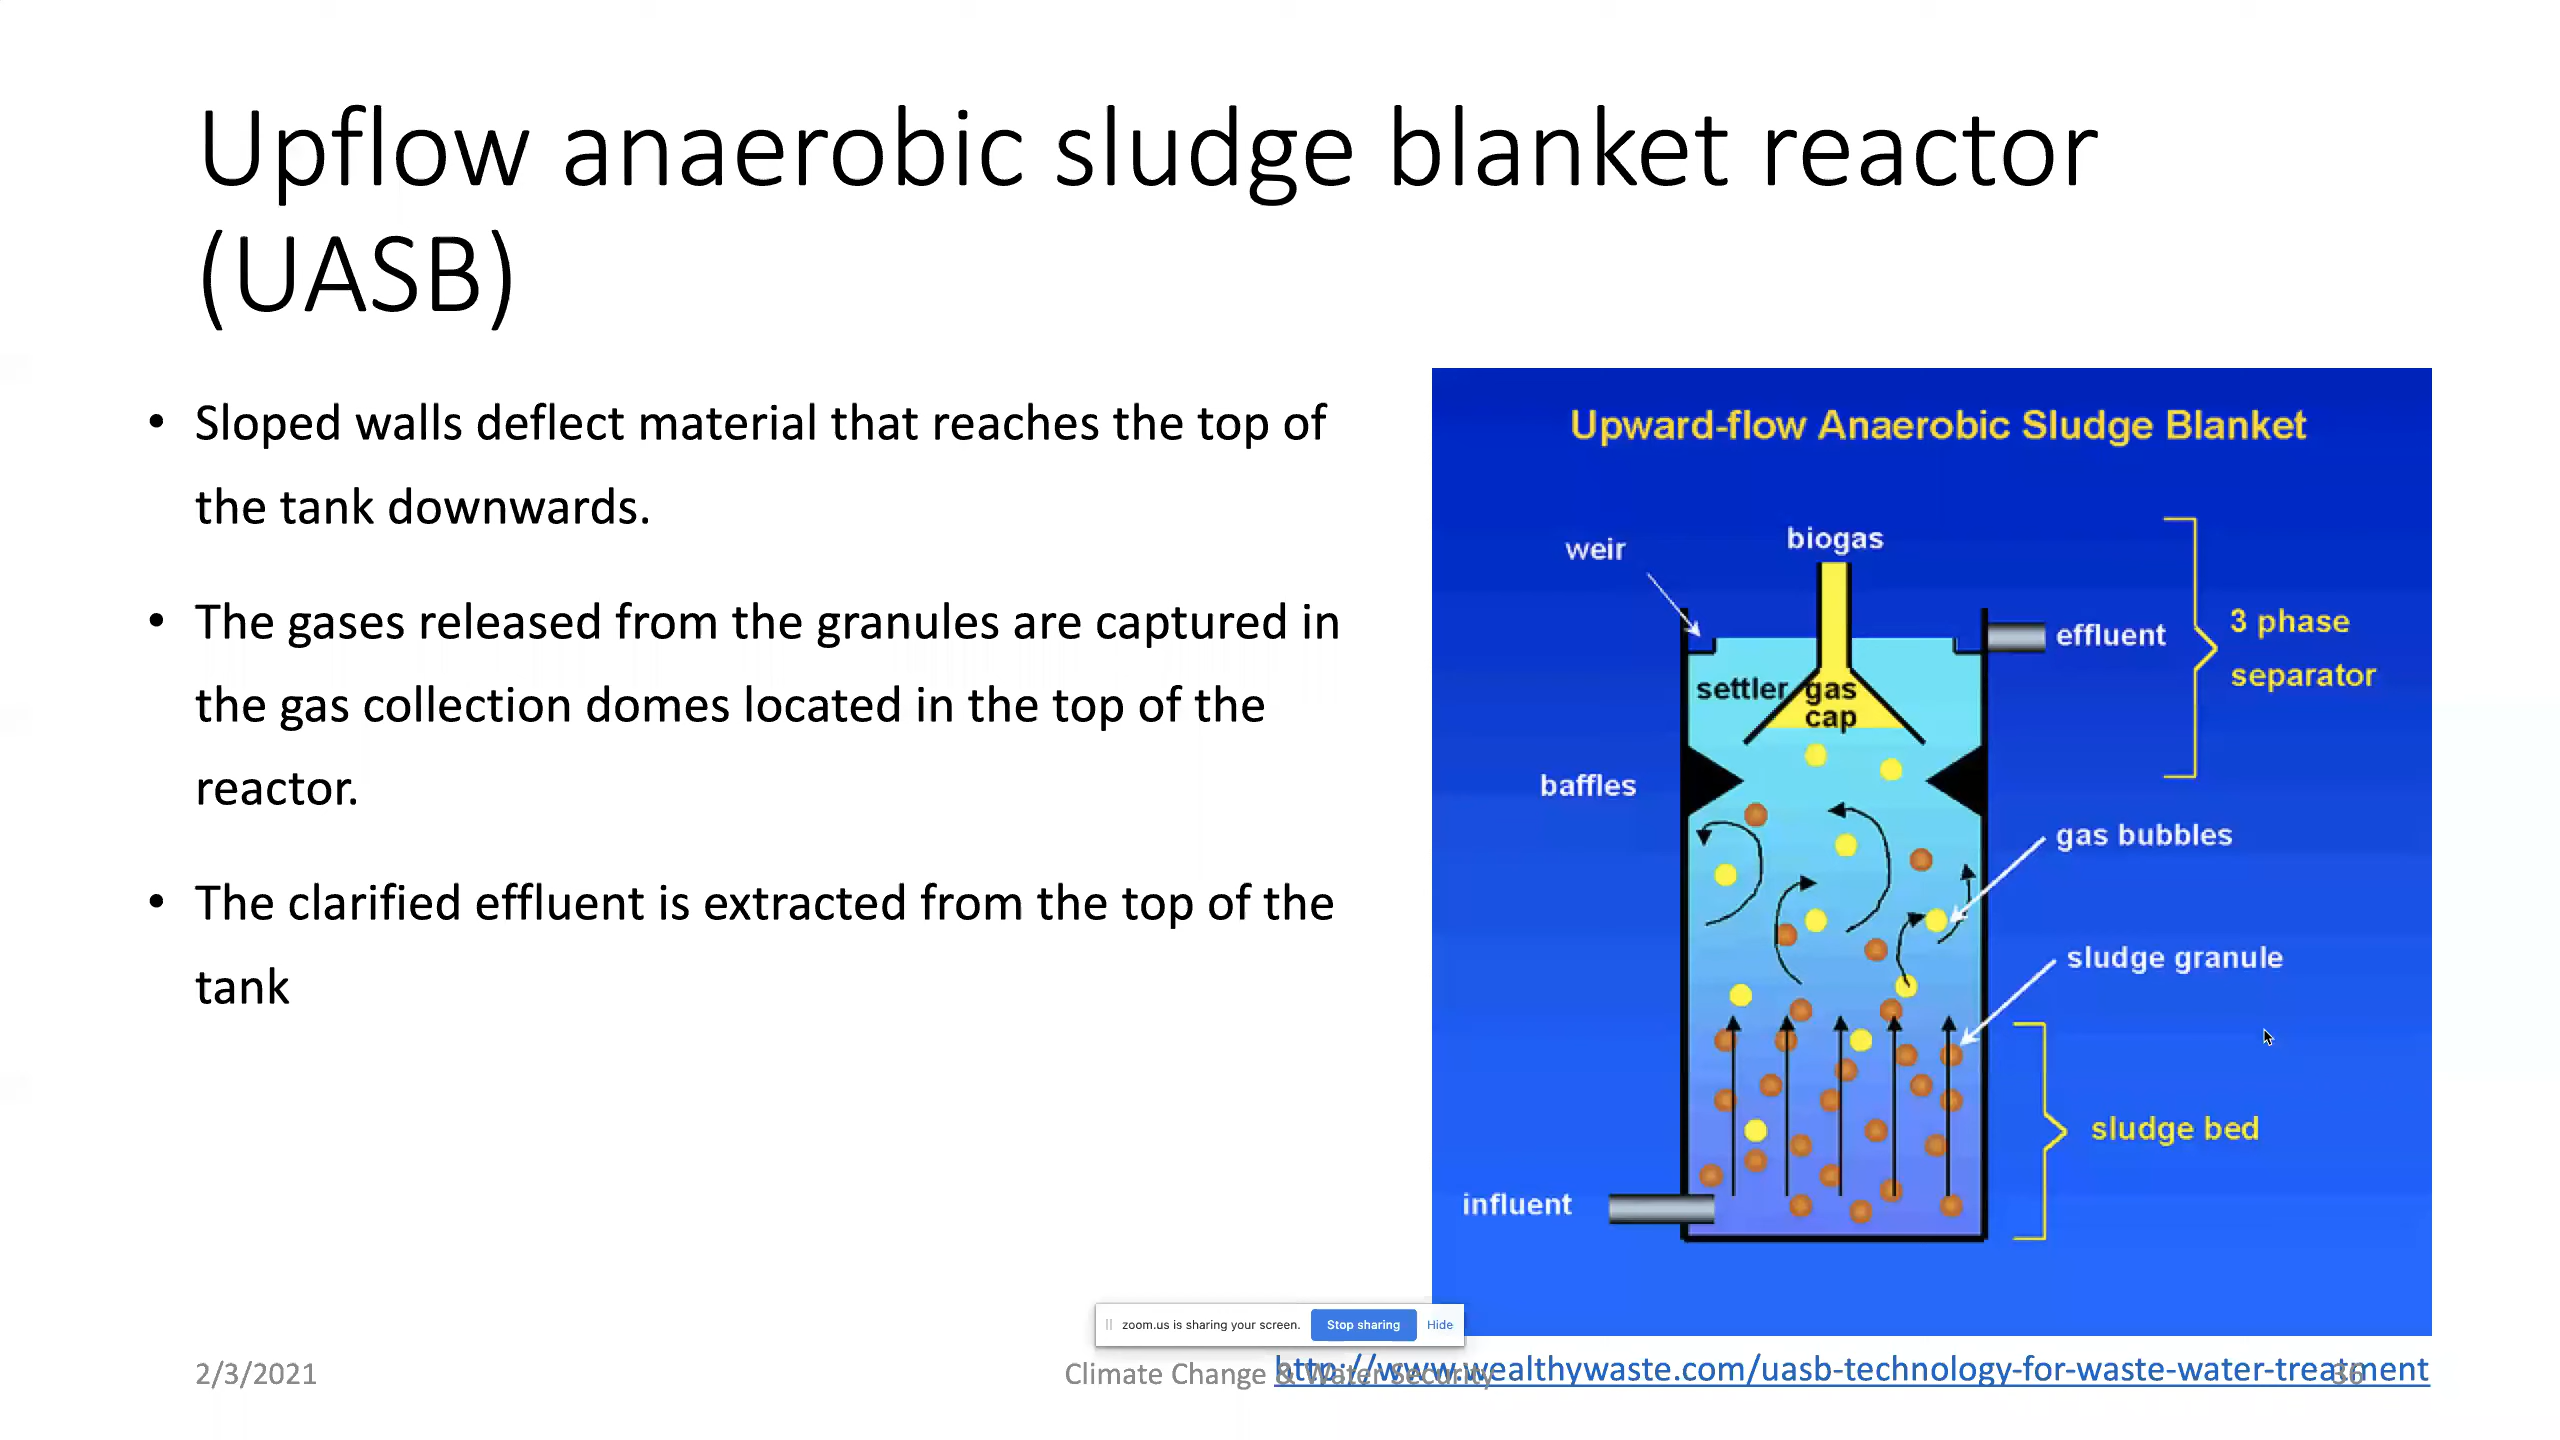 Upflow anaerobic sludge blanket reactor
(UASB)
• Sloped walls deflect material that reaches the top of
the tank downwards.
• The gases released from the granules are captured in
the gas collection domes located in the top of the
reactor.
• The clarified effluent is extracted from the top of the
tank
Upward-flow Anaerobic Sludge Blanket
weir
biogas
effluent
3 phase
separator
settler
gas
cap
baffles
gas bubbles
sludge granule
sludge bed
influent
zoom.us is sharing your screen. Stop sharing Hide
2/3/2021
Climate Change & Water Security
http://www.wealthywaste.com/uasb-technology-for-waste-water-treatment
36